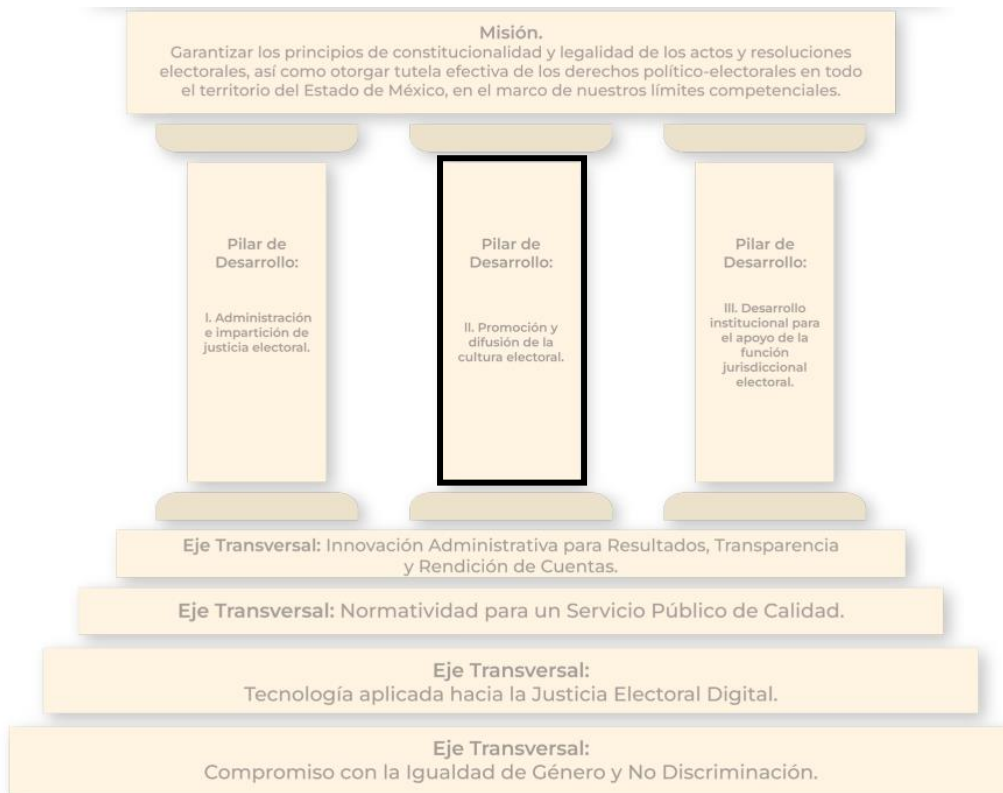 Misión.
Garantizar los principios de constitucionalidad y legalidad de los actos y resoluciones
electorales, así como otorgar tutela efectiva de los derechos político-electorales en todo
el territorio del Estado de México, en el marco de nuestros límites competenciales.
Pilar de
Desarrollo:
I. Administración
e impartición de
justicia electoral.
Pilar de
Desarrollo:
II. Promoción y
difusión de la
cultura electoral.
Pilar de
Desarrollo:
III. Desarrollo
institucional para
el apoyo de la
función
jurisdiccional
electoral.
Eje Transversal: Innovación Administrativa para Resultados, Transparencia
y Rendición de Cuentas.
Eje Transversal: Normatividad para un Servicio Público de Calidad.
Eje Transversal:
Tecnología aplicada hacia la Justicia Electoral Digital.
Eje Transversal:
Compromiso con la Igualdad de Género y No Discriminación.